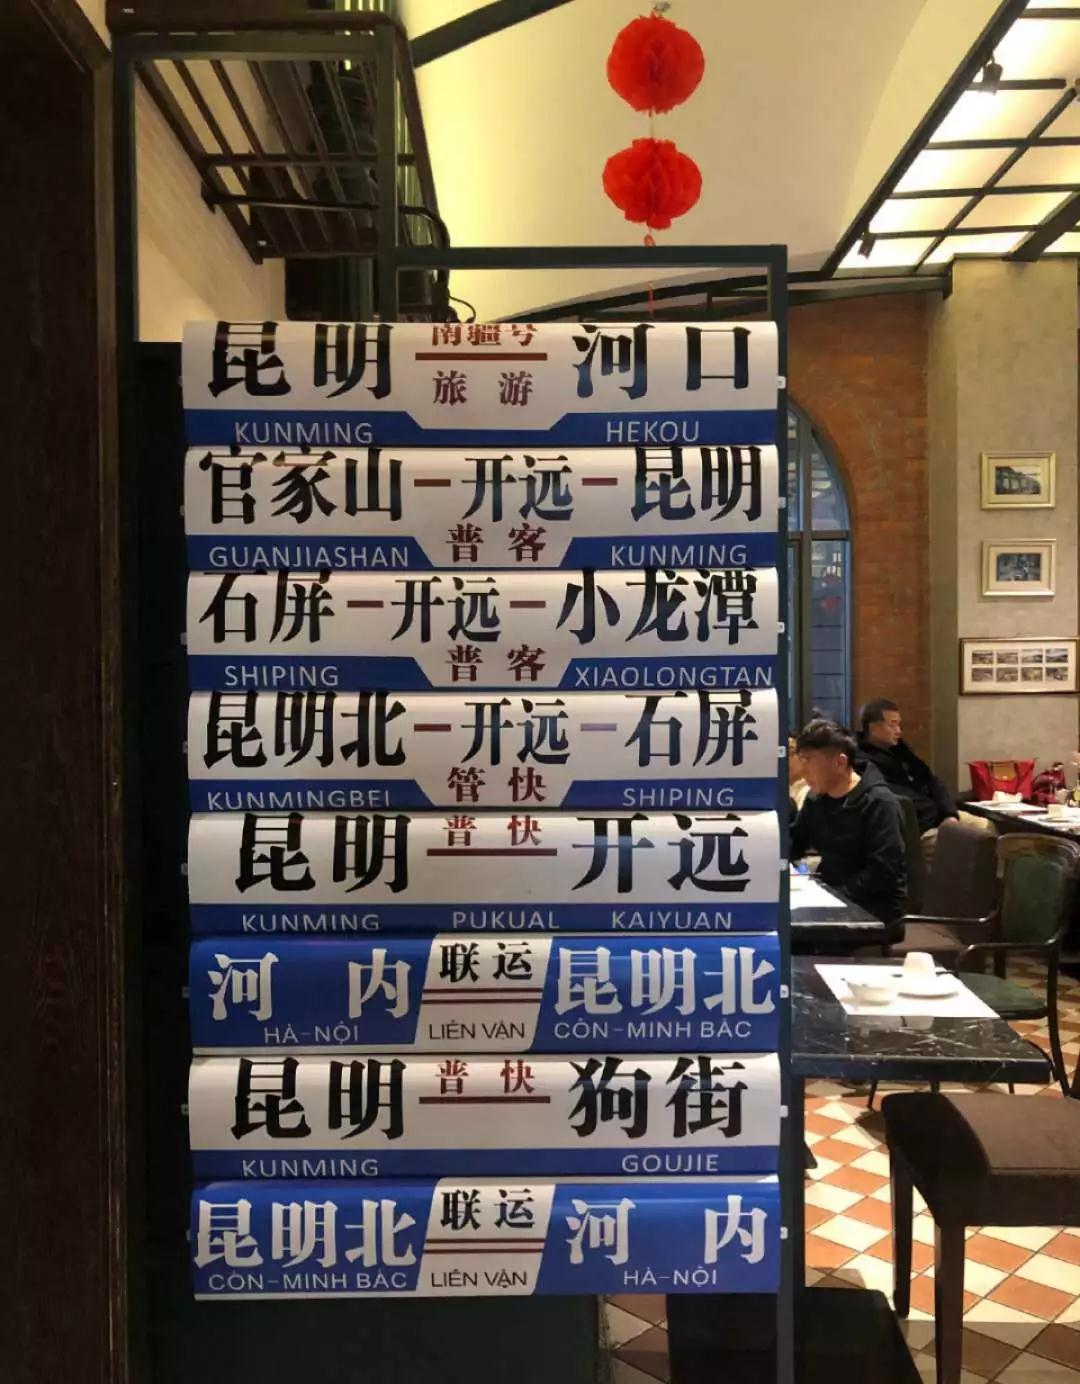 昆明 南疆号 河口
旅游
KUNMING HEKOU
官家山－开远－昆明
普客
GUANJIASHAN KUNMING
石屏－开远－小龙潭
普客
SHIPING XIAOLONGTAN
昆明北－开远－石屏
管快
KUNMINGBEI SHIPING
昆明 普快 开远
KUNMING PUKUAL KAIYUAN
河内 联运 昆明北
HÀ-NỘI LIÊN VẬN CÔN-MINH BẮC
昆明 普快 狗街
KUNMING GOUJIE
昆明北 联运 河内
CÔN-MINH BẮC LIÊN VẬN HÀ-NỘI